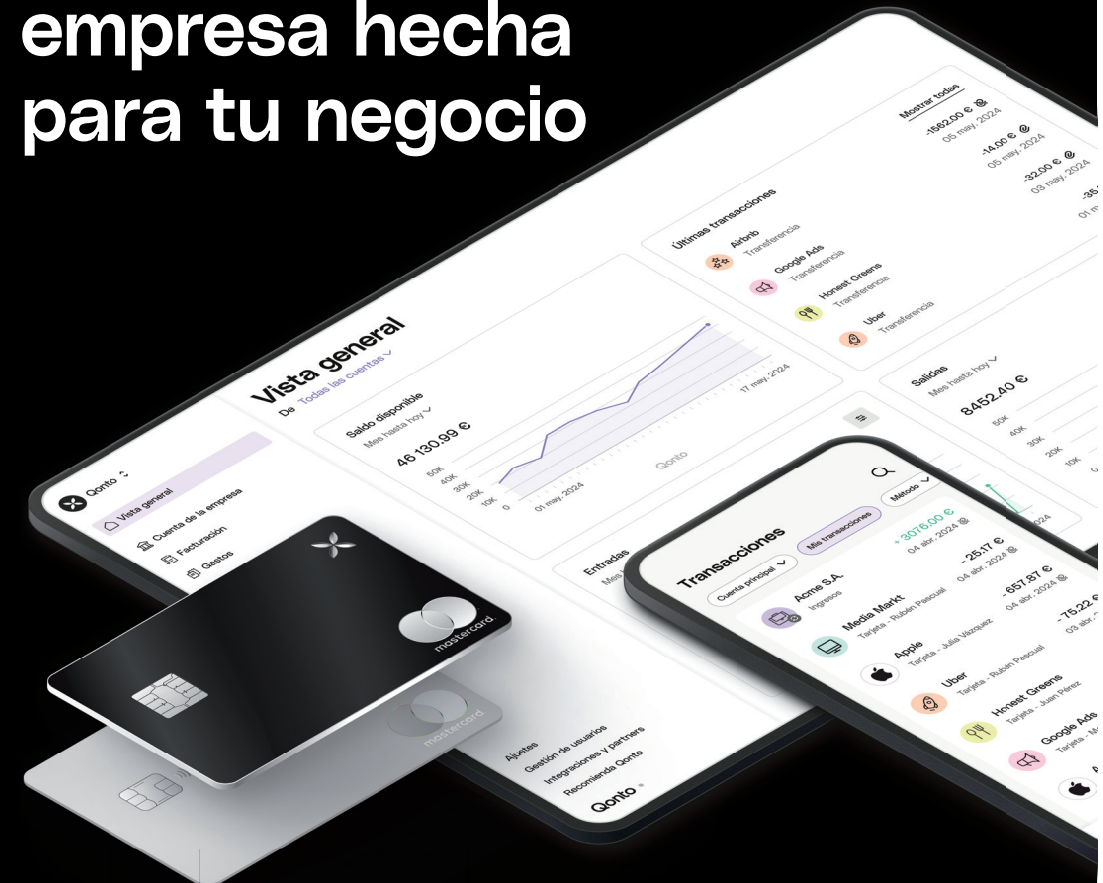 empresa hecha
para tu negocio
Qonto
Vista general
Cuenta de la empresa
Facturación
Gastos
Ajustes
Gestión de usuarios
Integraciones y partners
Recomienda Qonto
Qonto
Vista general
De Todas las cuentas
Saldo disponible
Mes hasta hoy
46 130.99 €
50K
40K
30K
20K
10K
0
01 may. 2024
17 may. 2024
Qonto
Últimas transacciones
Mostrar todas
Airbnb
Transferencia
-1562.00 €
05 may. 2024
Google Ads
Transferencia
-14.00 €
05 may. 2024
Honest Greens
Transferencia
-32.00 €
03 may. 2024
Uber
Transferencia
Entradas
Mes
Salidas
Mes hasta hoy
8452.40 €
50K
40K
30K
20K
10K
Transacciones
Cuenta principal
Mis transacciones
Método
Acme S.A.
Ingresos
+ 3076.00 €
04 abr. 2024
Media Markt
Tarjeta - Rubén Pascual
- 25.17 €
04 abr. 2024
Apple
Tarjeta - Julia Vázquez
-657.87 €
04 abr. 2024
Uber
Tarjeta - Rubén Pascual
- 75.22 €
03 abr.
Honest Greens
Tarjeta - Juan Pérez
Google Ads
Tarjeta - M
mastercard.
mastercard.